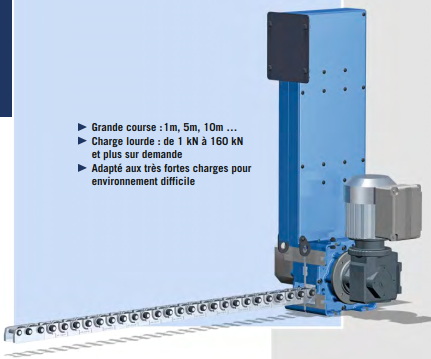 ► Grande course : 1m, 5m, 10m ...
► Charge lourde : de 1 kN à 160 kN
et plus sur demande
► Adapté aux très fortes charges pour
environnement difficile